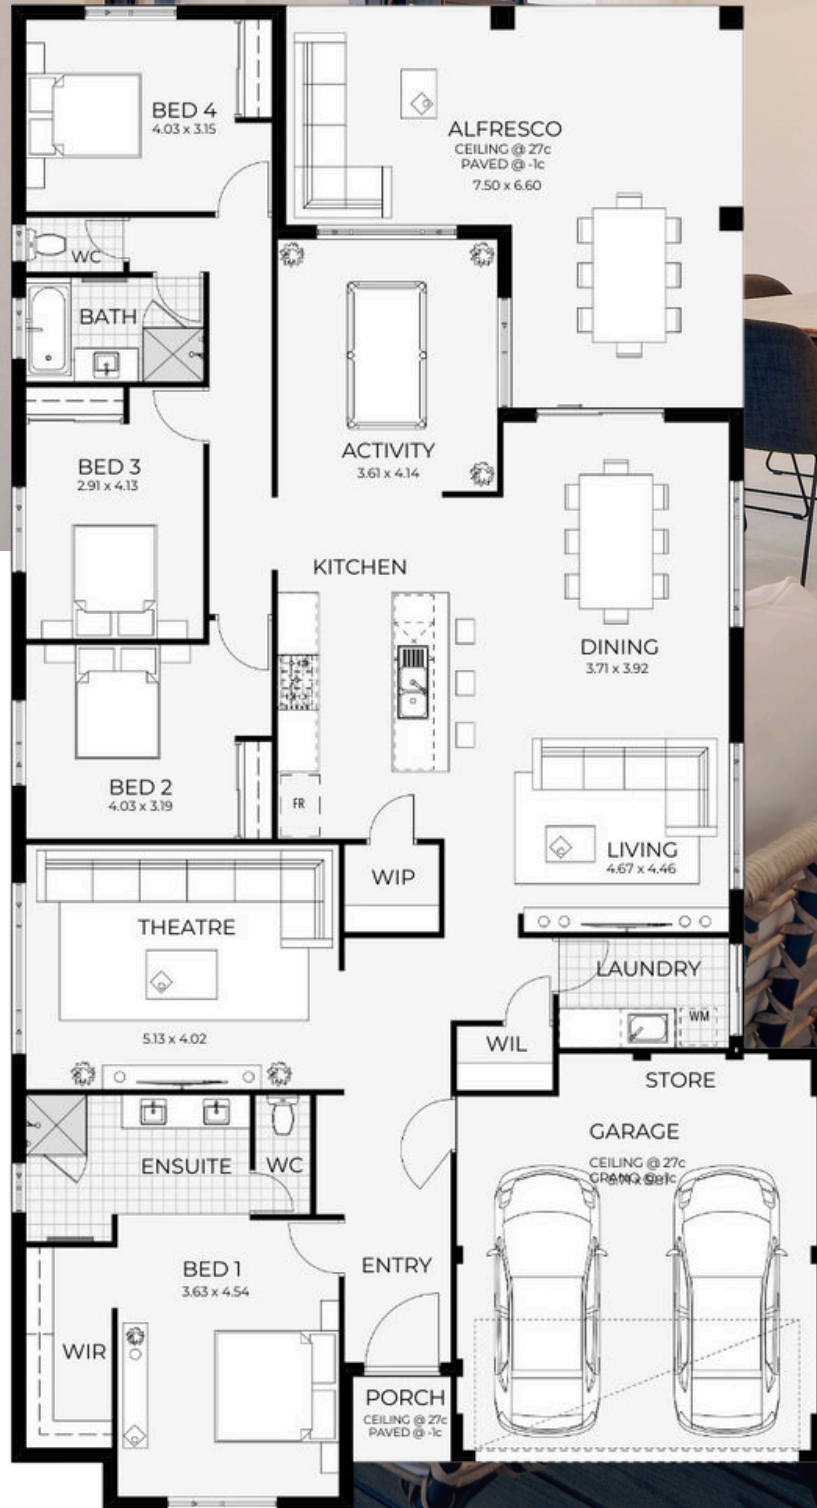 BED 4
4.03 x 3.15
ALFRESCO
CEILING @ 27c
PAVED @ -1c
7.50 x 6.60
WC
BATH
ACTIVITY
3.61 x 4.14
BED 3
2.91 x 4.13
KITCHEN
DINING
3.71 x 3.92
BED 2
4.03 x 3.19
FR
LIVING
4.67 x 4.46
WIP
THEATRE
5.13 x 4.02
LAUNDRY
WM
WIL
STORE
GARAGE
CEILING @ 27c
ENSUITE
WC
BED 1
3.63 x 4.54
ENTRY
WIR
PORCH
CEILING @ 27c
PAVED @ -1c